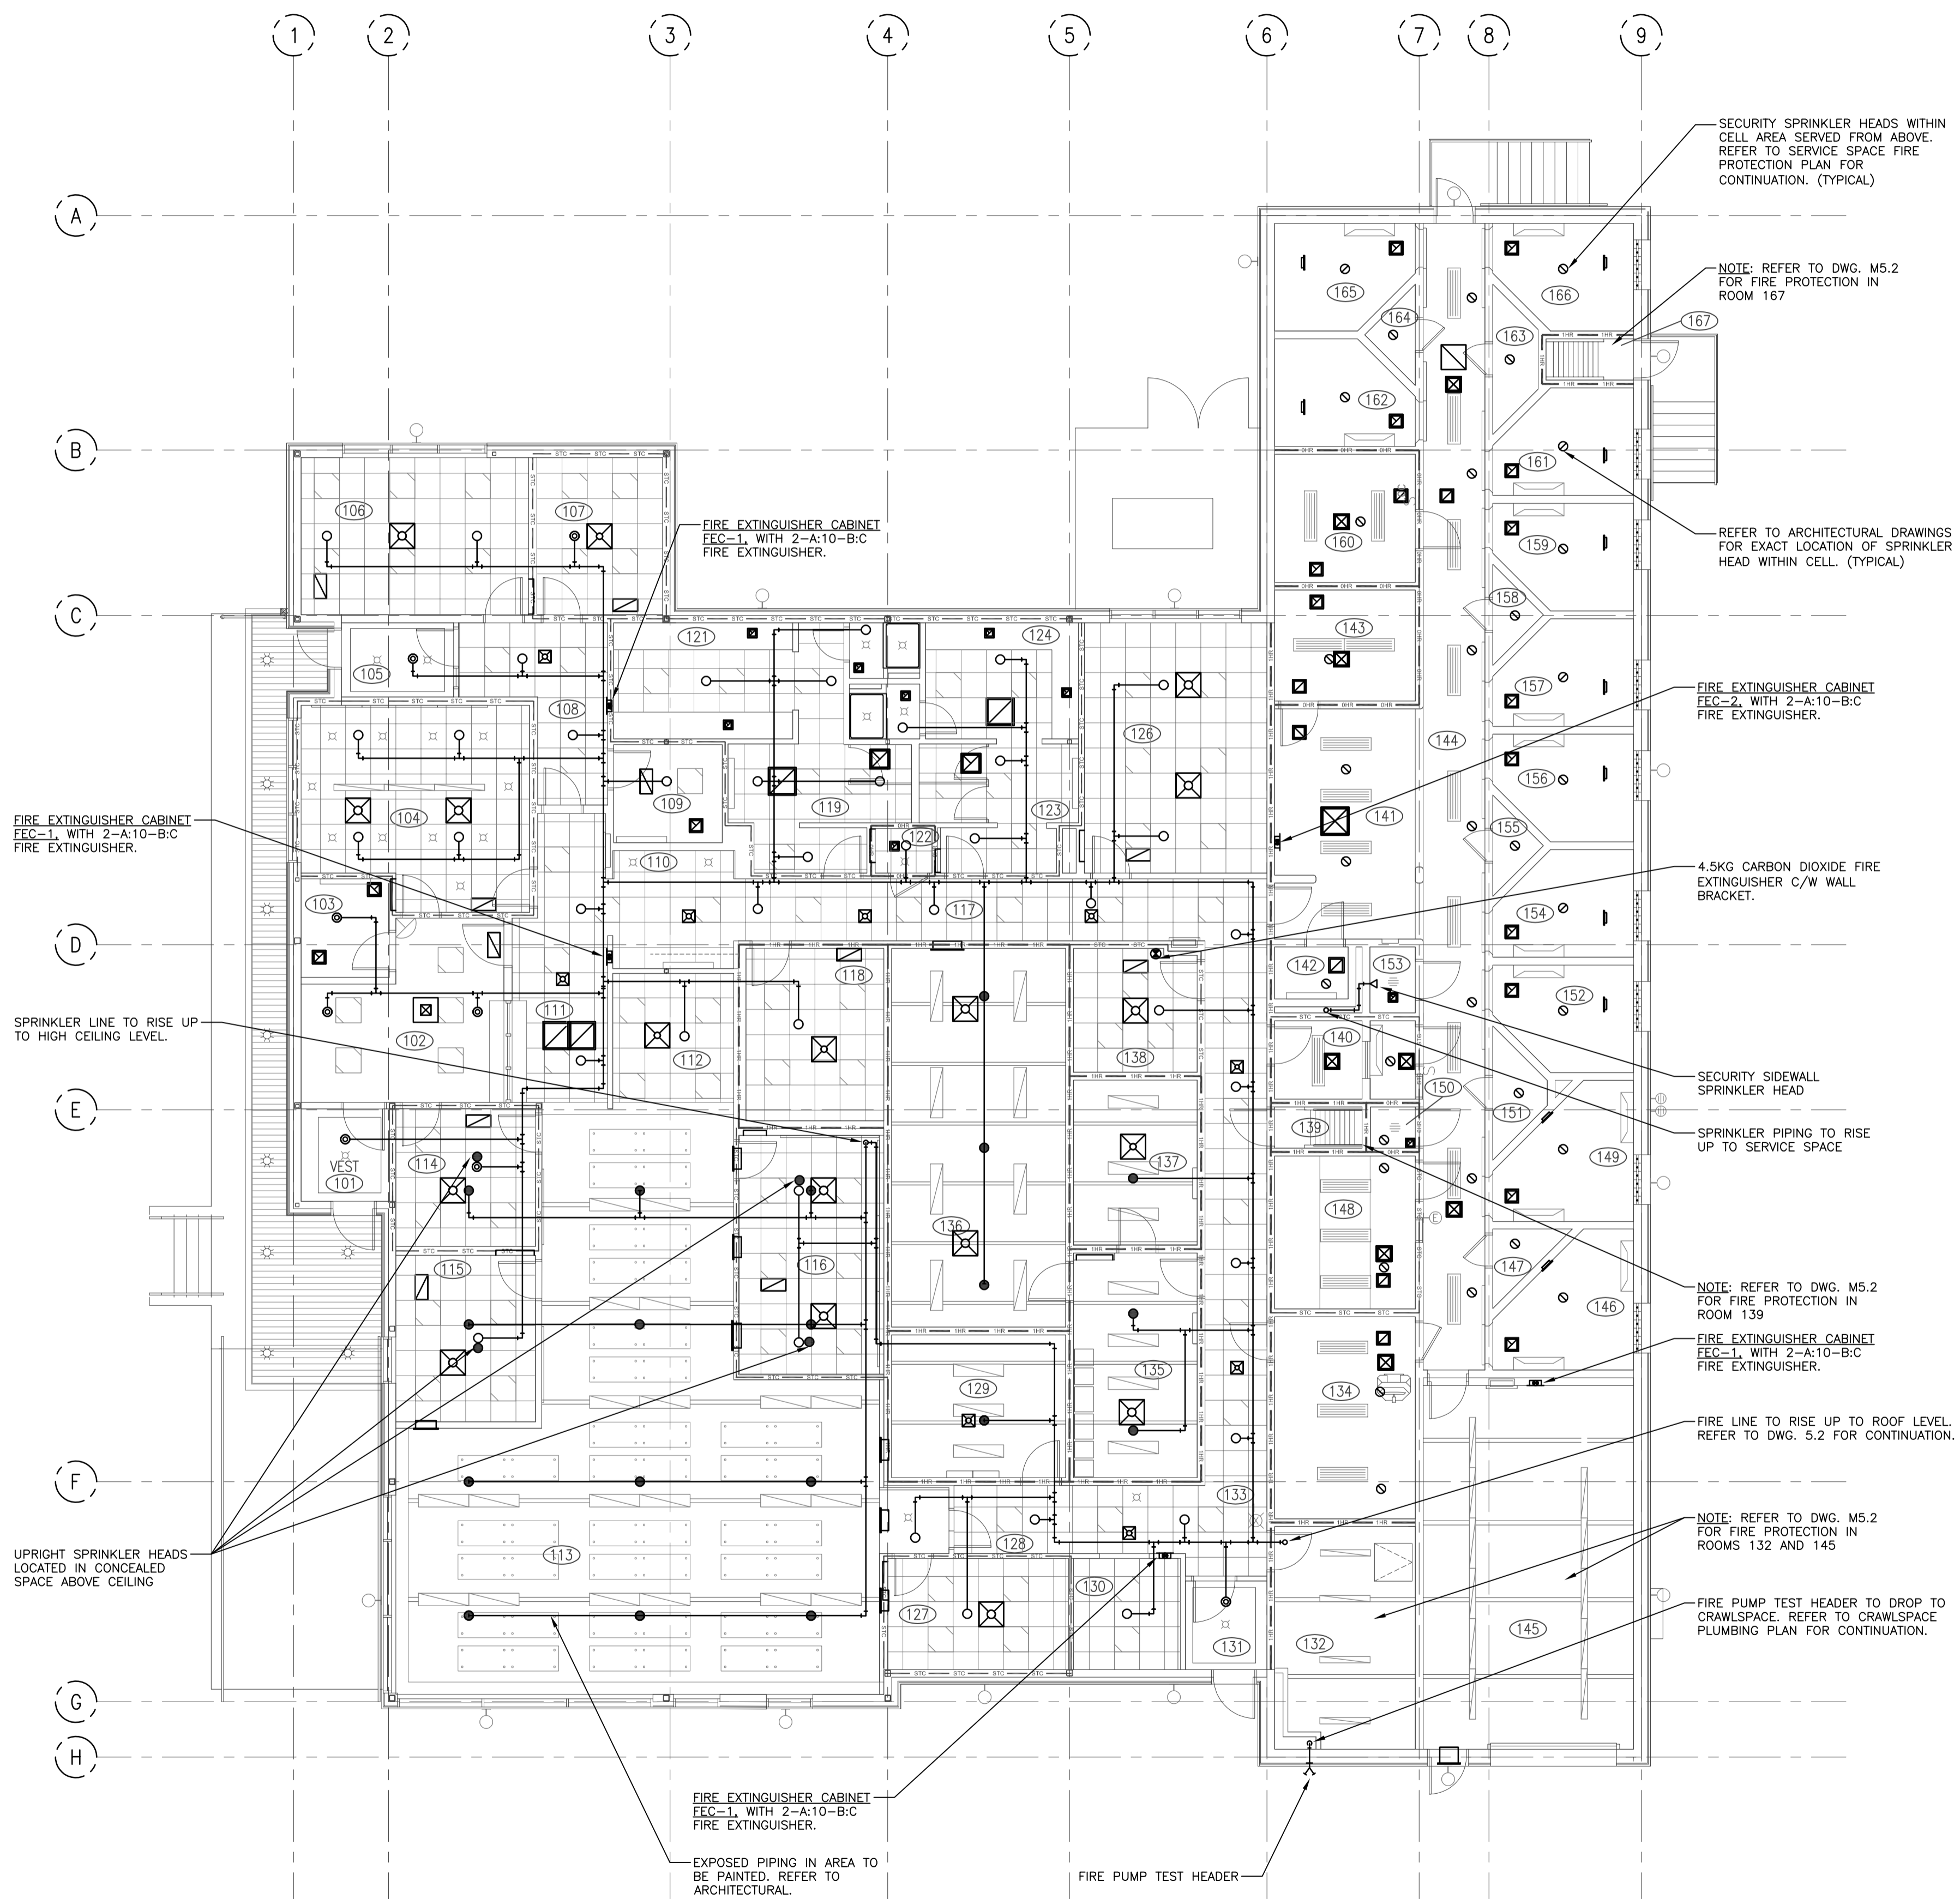 1 2 3 4 5 6 7 8 9
SECURITY SPRINKLER HEADS WITHIN
CELL AREA SERVED FROM ABOVE.
REFER TO SERVICE SPACE FIRE
PROTECTION PLAN FOR
CONTINUATION. (TYPICAL)
A
NOTE: REFER TO DWG. M5.2
FOR FIRE PROTECTION IN
ROOM 167
165
166
164
167
163
162
B
161
106
107
FIRE EXTINGUISHER CABINET
FEC-1, WITH 2-A:10-B:C
FIRE EXTINGUISHER.
160
159
REFER TO ARCHITECTURAL DRAWINGS
FOR EXACT LOCATION OF SPRINKLER
HEAD WITHIN CELL. (TYPICAL)
C
158
121
124
143
105
157
FIRE EXTINGUISHER CABINET
FEC-2, WITH 2-A:10-B:C
FIRE EXTINGUISHER.
108
126
144
156
109
119
123
104
141
155
FIRE EXTINGUISHER CABINET
FEC-1, WITH 2-A:10-B:C
FIRE EXTINGUISHER.
122
110
4.5KG CARBON DIOXIDE FIRE
EXTINGUISHER C/W WALL
BRACKET.
103
117
154
D
118
142
153
152
SPRINKLER LINE TO RISE UP
TO HIGH CEILING LEVEL.
111
102
112
138
140
SECURITY SIDEWALL
SPRINKLER HEAD
E
150
151
139
SPRINKLER PIPING TO RISE
UP TO SERVICE SPACE
114
VEST
101
137
149
148
136
115
116
147
146
NOTE: REFER TO DWG. M5.2
FOR FIRE PROTECTION IN
ROOM 139
FIRE EXTINGUISHER CABINET
FEC-1, WITH 2-A:10-B:C
FIRE EXTINGUISHER.
129
135
134
FIRE LINE TO RISE UP TO ROOF LEVEL.
REFER TO DWG. 5.2 FOR CONTINUATION.
F
133
NOTE: REFER TO DWG. M5.2
FOR FIRE PROTECTION IN
ROOMS 132 AND 145
UPRIGHT SPRINKLER HEADS
LOCATED IN CONCEALED
SPACE ABOVE CEILING
113
128
130
127
131
132
145
FIRE PUMP TEST HEADER TO DROP TO
CRAWLSPACE. REFER TO CRAWLSPACE
PLUMBING PLAN FOR CONTINUATION.
G
H
FIRE EXTINGUISHER CABINET
FEC-1, WITH 2-A:10-B:C
FIRE EXTINGUISHER.
EXPOSED PIPING IN AREA TO
BE PAINTED. REFER TO
ARCHITECTURAL.
FIRE PUMP TEST HEADER